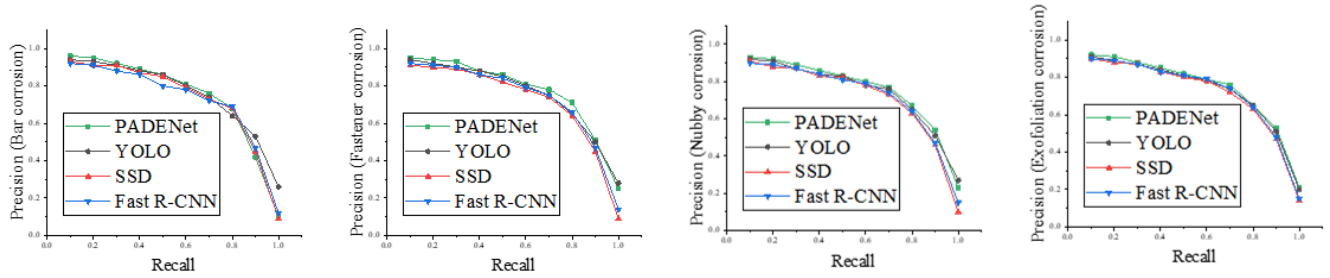 Precision (Bar corrosion)
1.0
0.8
0.6
0.4
0.2
0.0
PADENet
YOLO
SSD
Fast R-CNN
0.0 0.2 0.4 0.6 0.8 1.0
Recall
Precision (Fastener corrosion)
1.0
0.8
0.6
0.4
0.2
0.0
PADENet
YOLO
SSD
Fast R-CNN
0.0 0.2 0.4 0.6 0.8 1.0
Recall
Precision (Nubby corrosion)
1.0
0.8
0.6
0.4
0.2
0.0
PADENet
YOLO
SSD
Fast R-CNN
0.0 0.2 0.4 0.6 0.8 1.0
Recall
Precision (Exfoliation corrosion)
1.0
0.8
0.6
0.4
0.2
0.0
PADENet
YOLO
SSD
Fast R-CNN
0.0 0.2 0.4 0.6 0.8 1.0
Recall